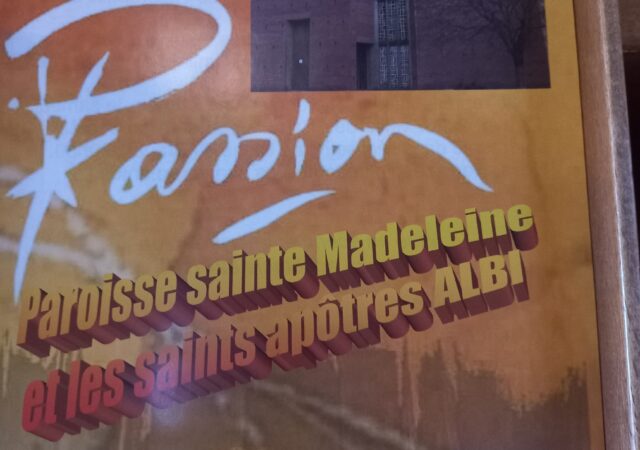 Passion
Paroisse sainte Madeleine
et les saints apôtres ALBI